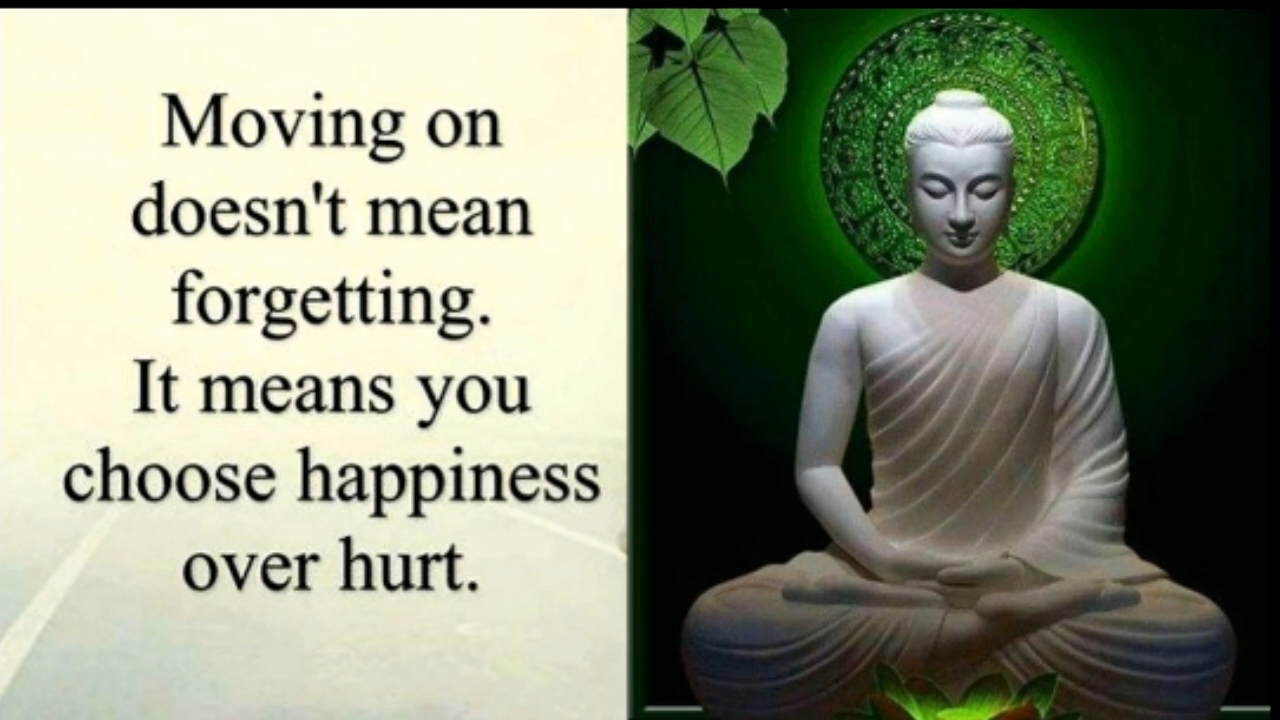 Moving on
doesn't mean
forgetting.
It means you
choose happiness
over hurt.